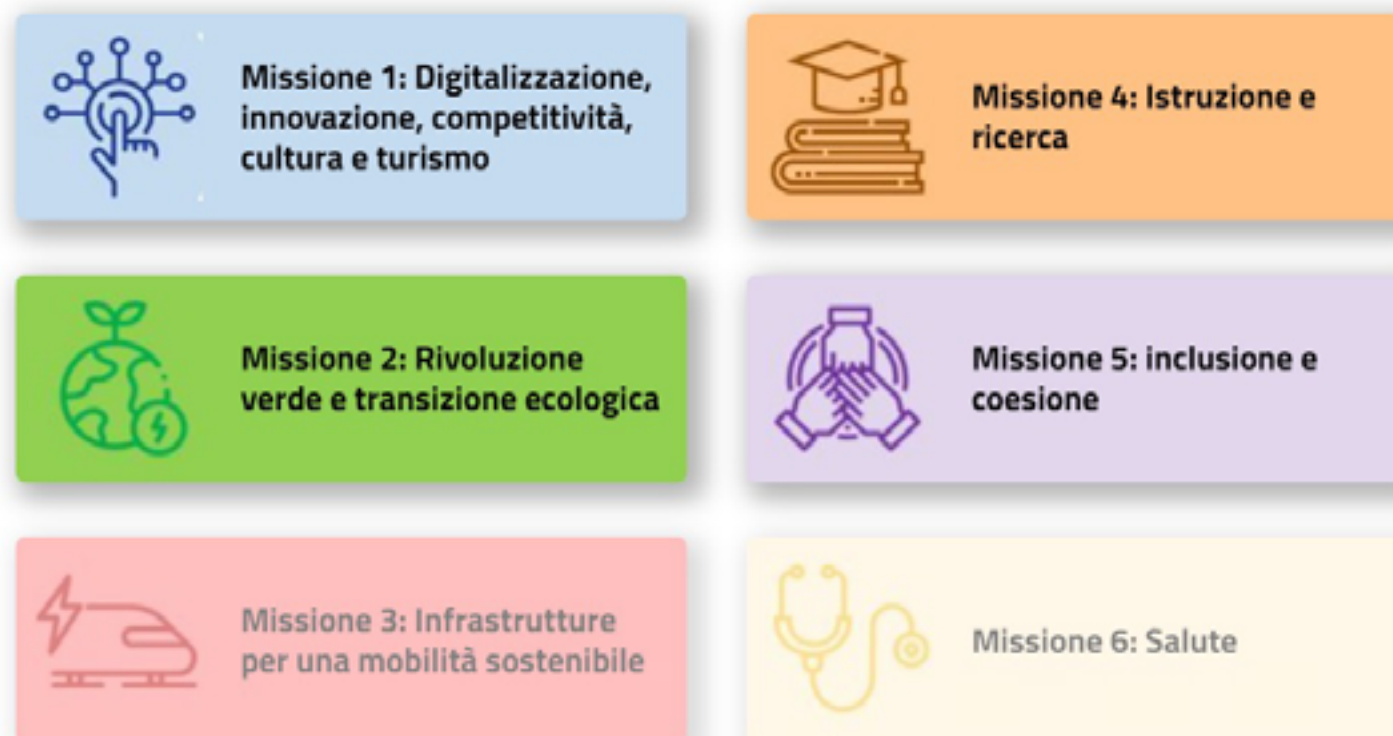 Missione 1: Digitalizzazione,
innovazione, competitività,
cultura e turismo
Missione 2: Rivoluzione
verde e transizione ecologica
Missione 3: Infrastrutture
per una mobilità sostenibile
Missione 4: Istruzione e
ricerca
Missione 5: inclusione e
coesione
Missione 6: Salute